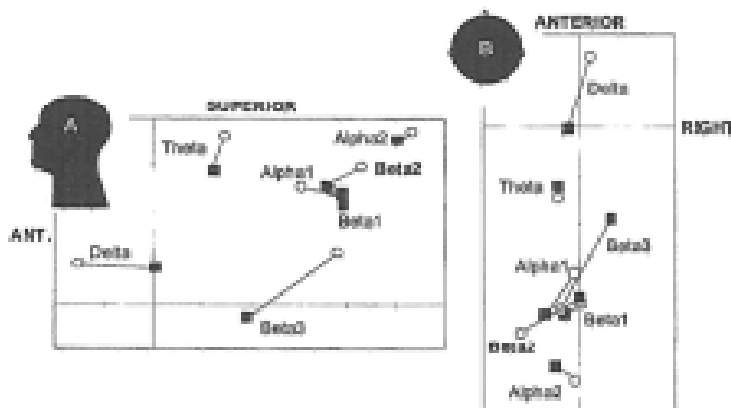 A
SUPERIOR
Theta
Alpha2
Alpha1
Beta2
Beta1
ANT.
Delta
Beta3
B
ANTERIOR
Delta
RIGHT
Theta
Beta3
Alpha1
Beta1
Beta2
Alpha2